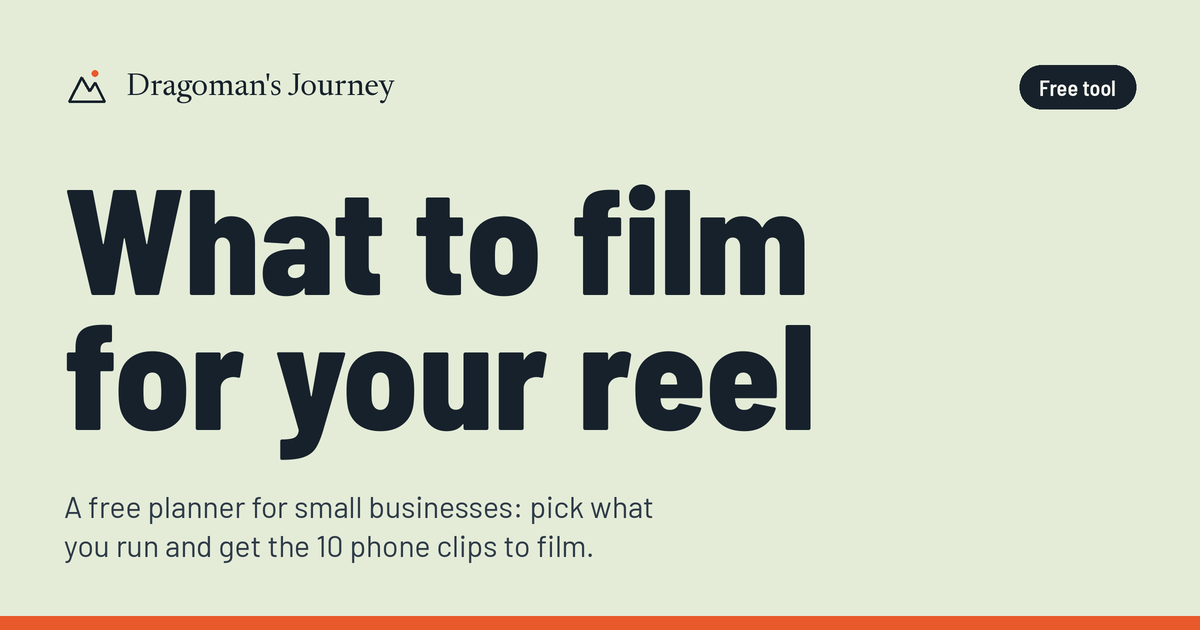 Dragoman's Journey
Free tool
What to film
for your reel
A free planner for small businesses: pick what
you run and get the 10 phone clips to film.